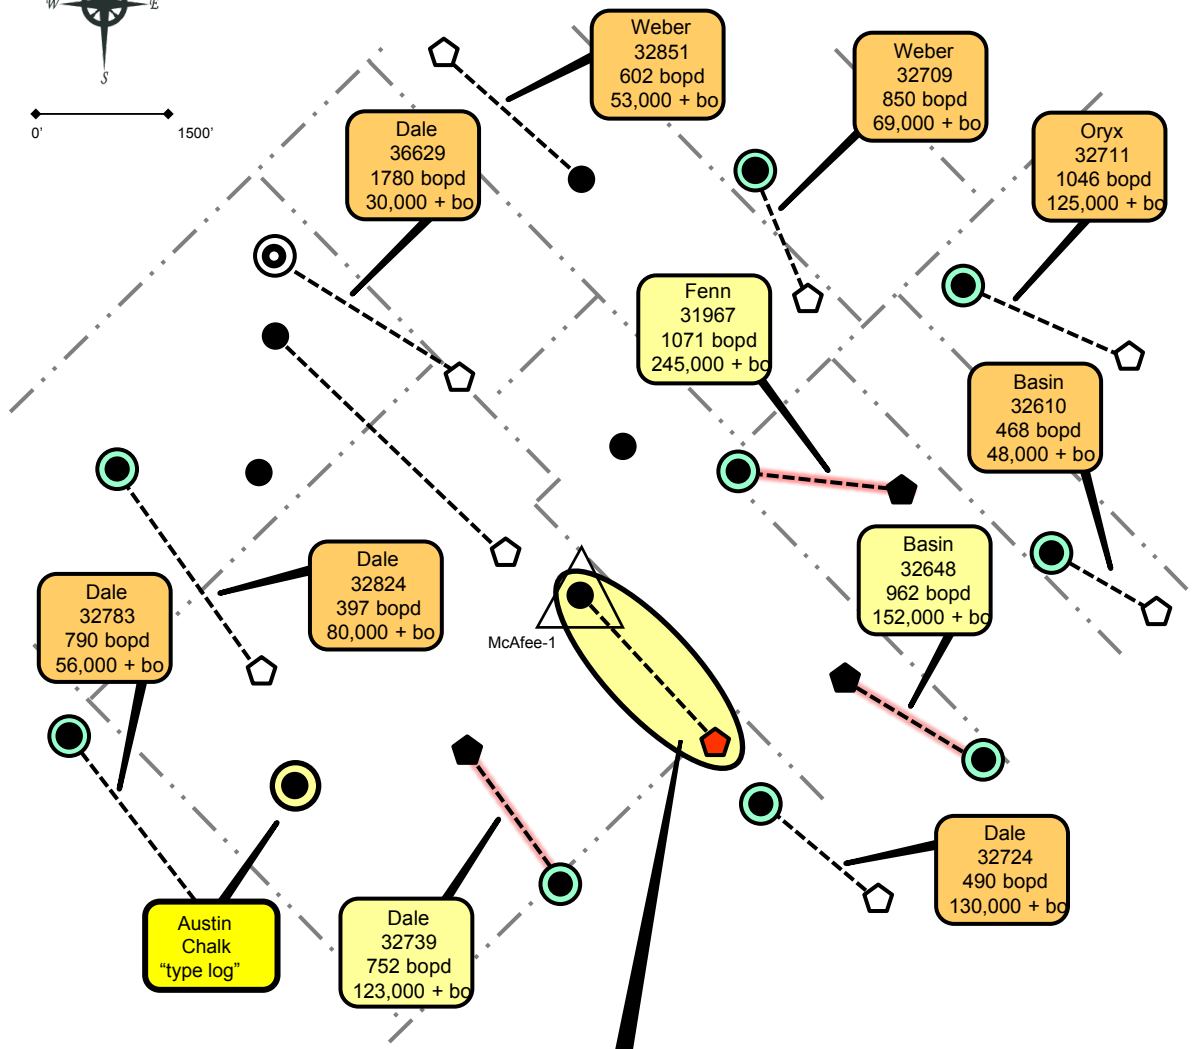 W
E
S
0'
1500'
Weber
32851
602 bopd
53,000 + bo
Weber
32709
850 bopd
69,000 + bo
Dale
36629
1780 bopd
30,000 + bo
Oryx
32711
1046 bopd
125,000 + bo
Fenn
31967
1071 bopd
245,000 + bo
Basin
32610
468 bopd
48,000 + bo
Basin
32648
962 bopd
152,000 + bo
Dale
32824
397 bopd
80,000 + bo
Dale
32783
790 bopd
56,000 + bo
McAfee-1
Dale
32724
490 bopd
130,000 + bo
Austin
Chalk
“type log”
Dale
32739
752 bopd
123,000 + bo